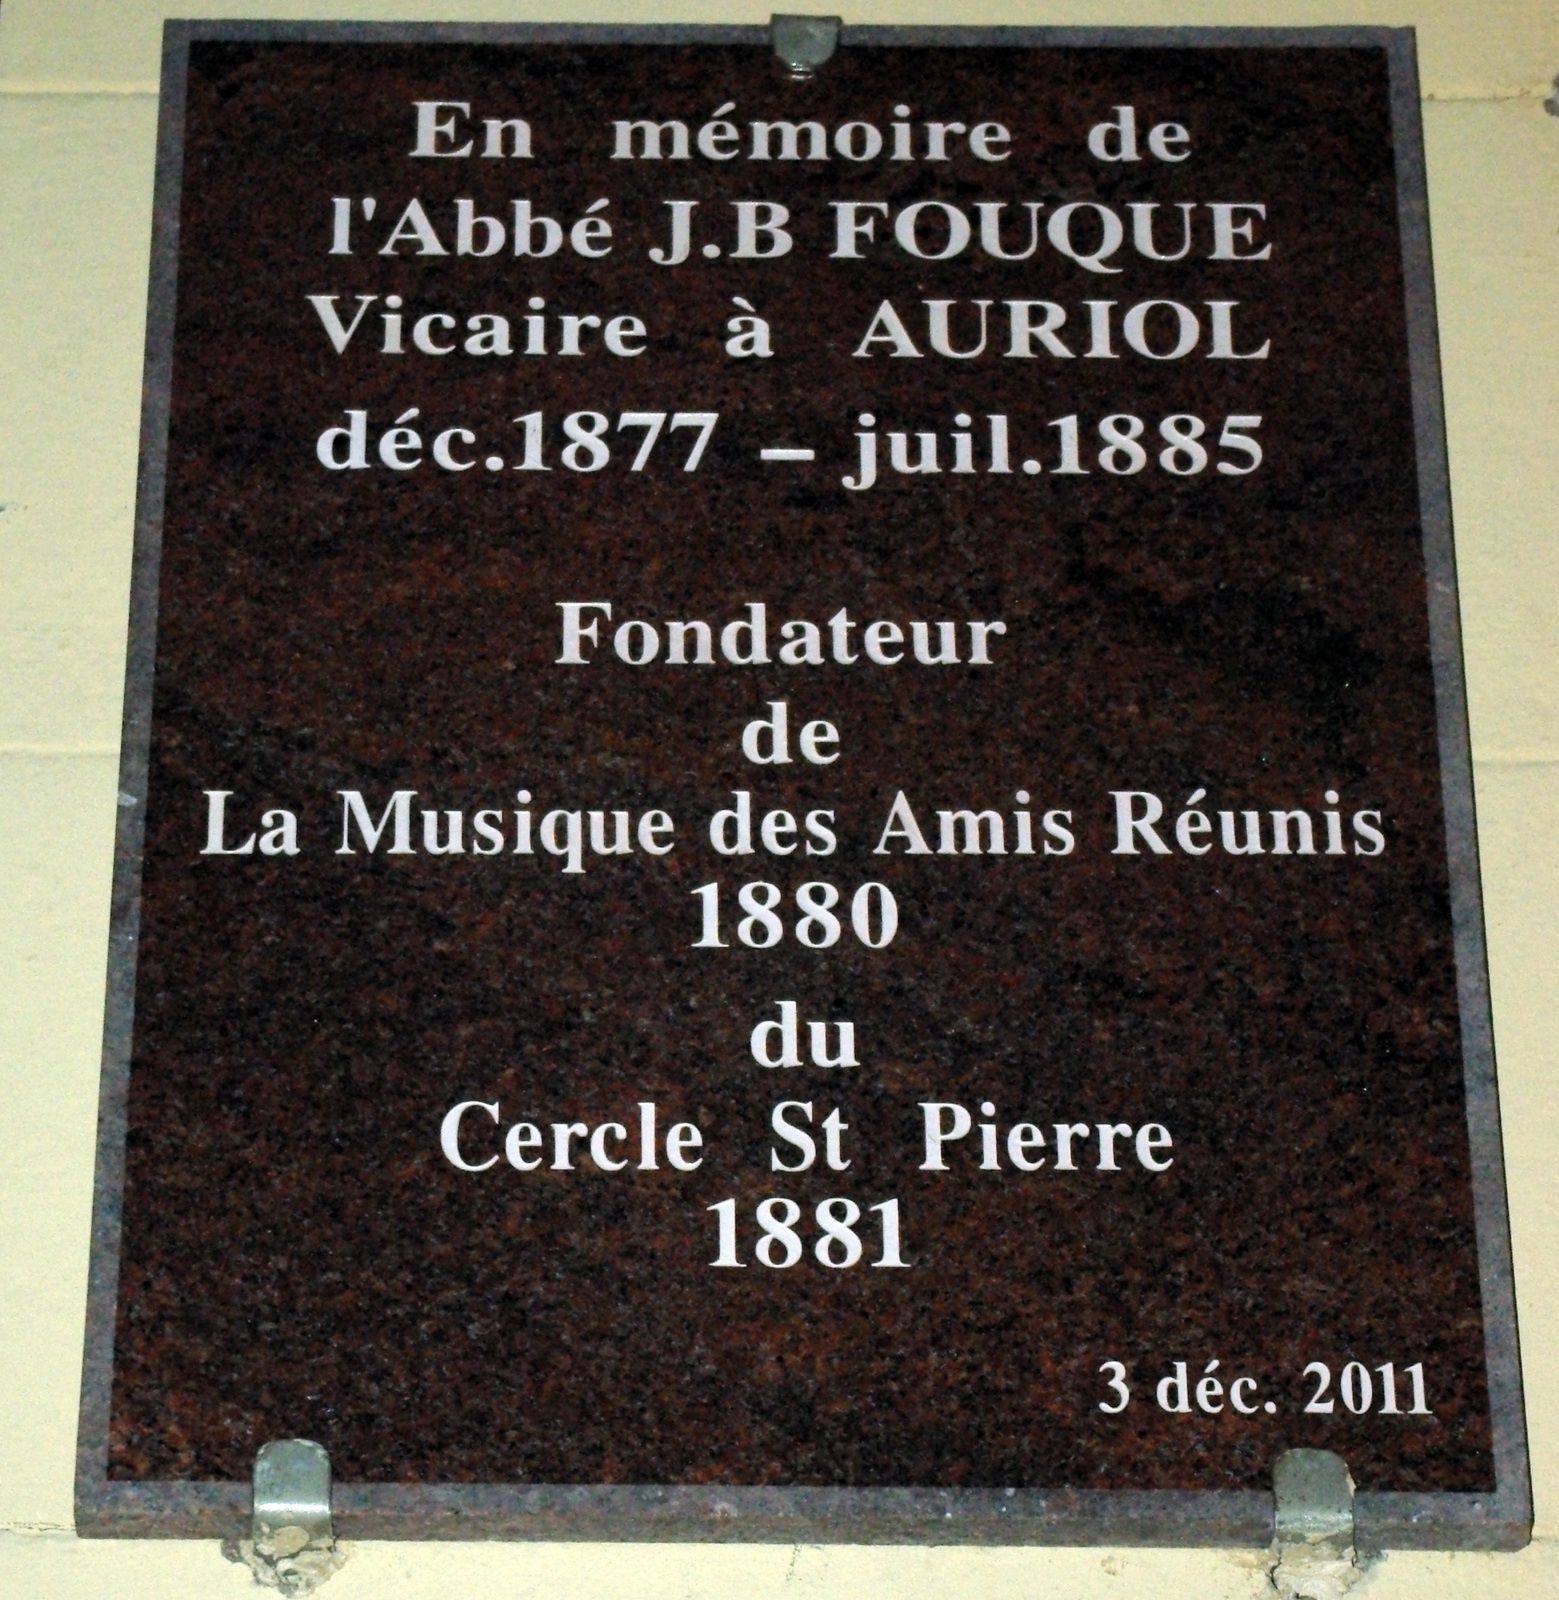 En mémoire de
l'Abbé J.B FOUQUE
Vicaire à AURIOL
déc.1877 – juil.1885
Fondateur
de
La Musique des Amis Réunis
1880
du
Cercle St Pierre
1881
3 déc. 2011